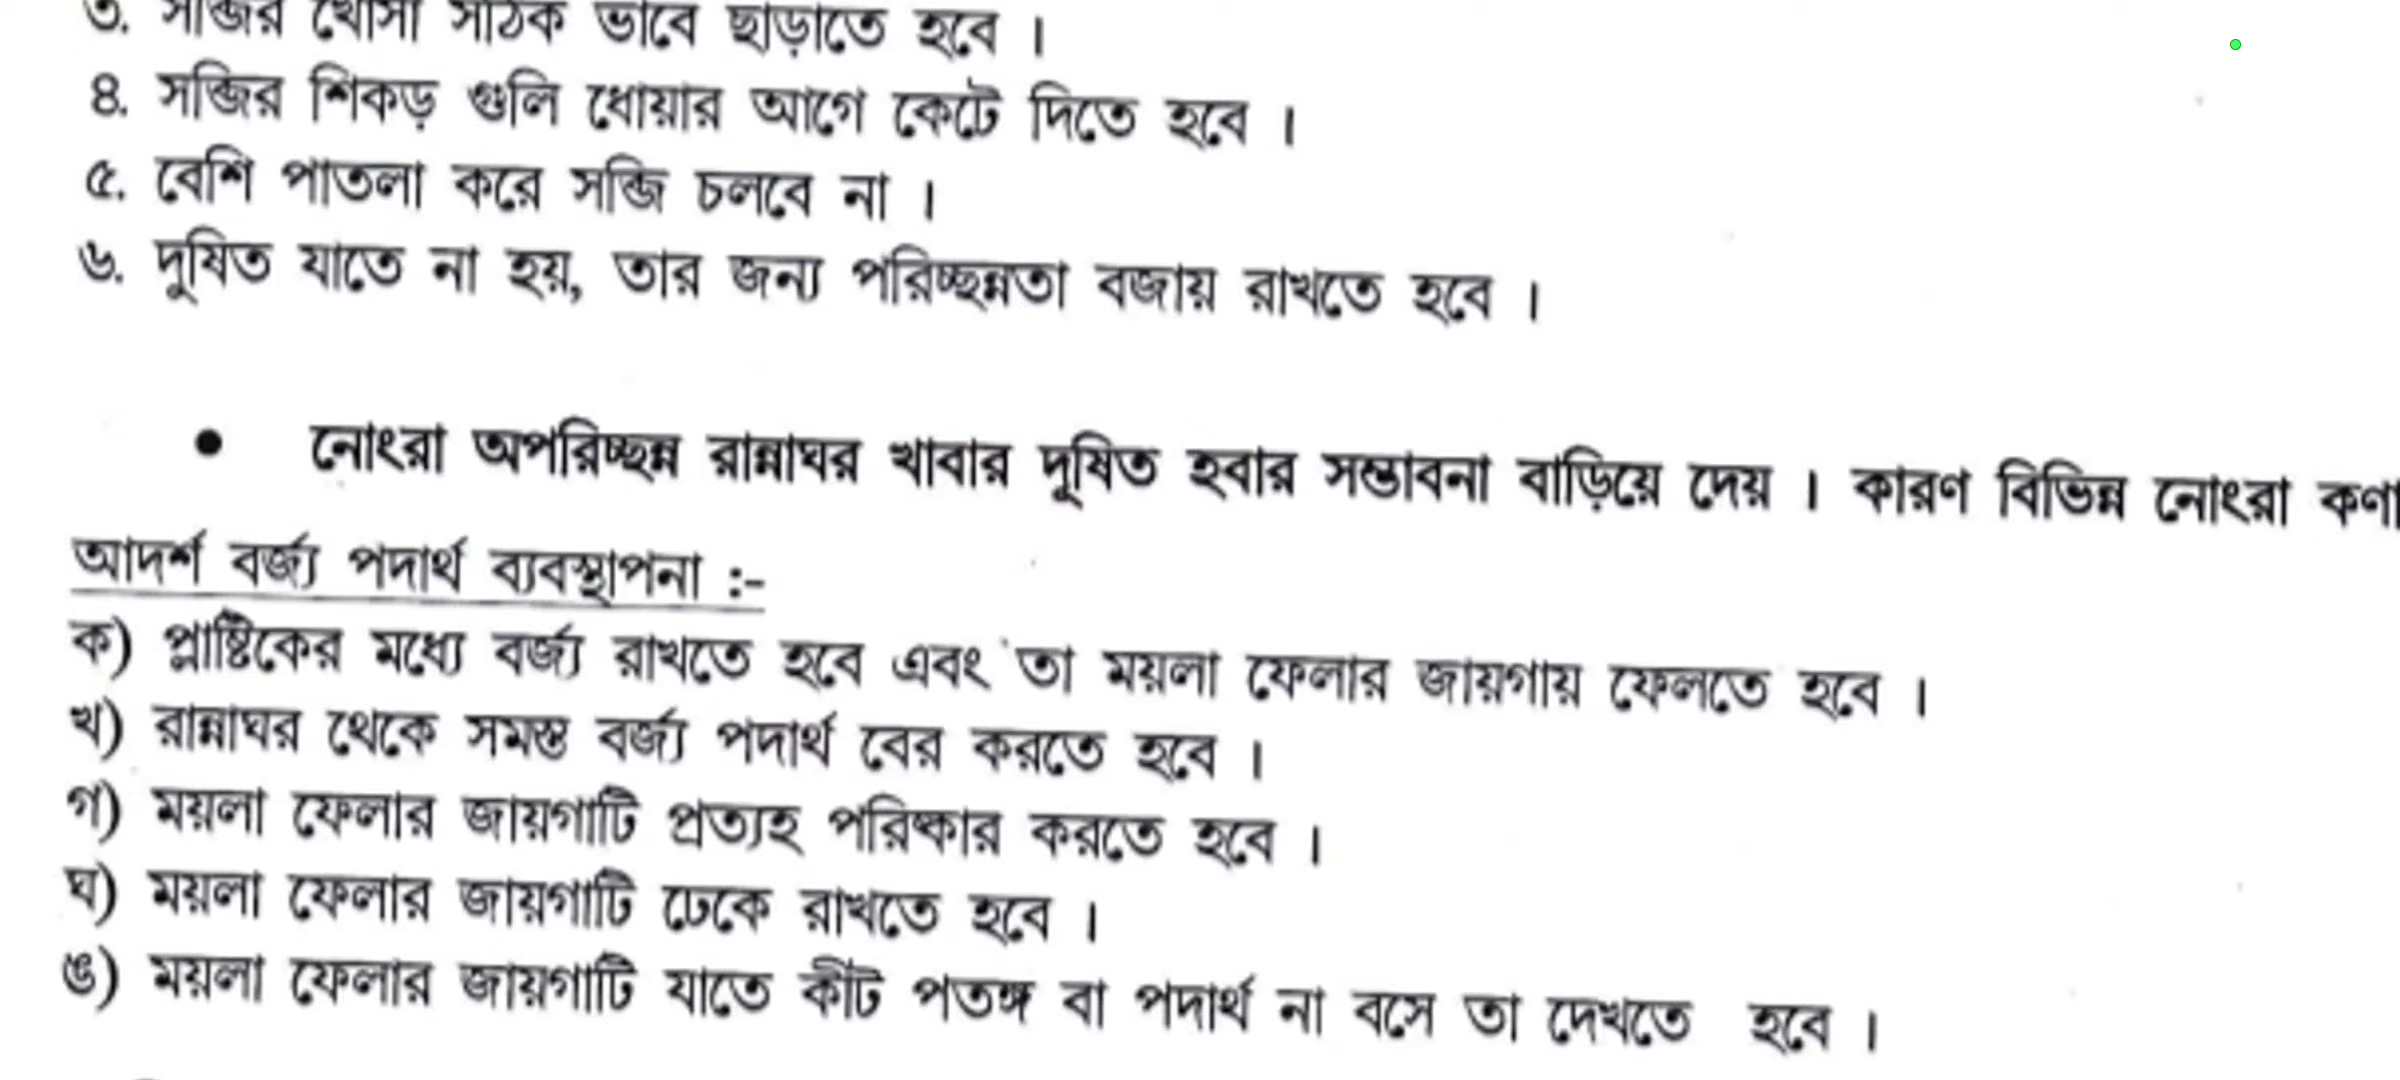 ৩. সব্জির খোসা সঠিক ভাবে ছাড়াতে হবে ।
৪. সব্জির শিকড় গুলি ধোয়ার আগে কেটে দিতে হবে ।
৫. বেশি পাতলা করে সব্জি চলবে না ।
৬. দুষিত যাতে না হয়, তার জন্য পরিচ্ছন্নতা বজায় রাখতে হবে ।
● নোংরা অপরিচ্ছন্ন রান্নাঘর খাবার দূষিত হবার সম্ভাবনা বাড়িয়ে দেয় । কারণ বিভিন্ন নোংরা কণা
আদর্শ বর্জ্য পদার্থ ব্যবস্থাপনা :-
ক) প্লাষ্টিকের মধ্যে বর্জ্য রাখতে হবে এবং তা ময়লা ফেলার জায়গায় ফেলতে হবে ।
খ) রান্নাঘর থেকে সমস্ত বর্জ্য পদার্থ বের করতে হবে ।
গ) ময়লা ফেলার জায়গাটি প্রত্যহ পরিষ্কার করতে হবে ।
ঘ) ময়লা ফেলার জায়গাটি ঢেকে রাখতে হবে ।
ঙ) ময়লা ফেলার জায়গাটি যাতে কীট পতঙ্গ বা পদার্থ না বসে তা দেখতে হবে ।